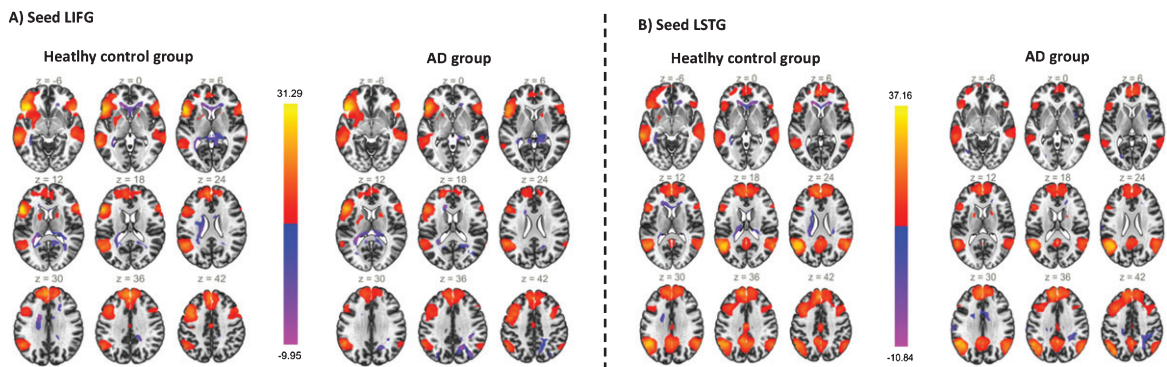 A) Seed LIFG
B) Seed LSTG
Heatlhy control group
AD group
Heatlhy control group
AD group
z = -6 z = 0 z = 6
z = -6 z = 0 z = 6
z = -6 z = 0 z = 6
z = -6 z = 0 z = 6
31.29
37.16
z = 12 z = 18 z = 24
z = 12 z = 18 z = 24
z = 12 z = 18 z = 24
z = 12 z = 18 z = 24
z = 30 z = 36 z = 42
z = 30 z = 36 z = 42
z = 30 z = 36 z = 42
z = 30 z = 36 z = 42
-9.95
-10.84